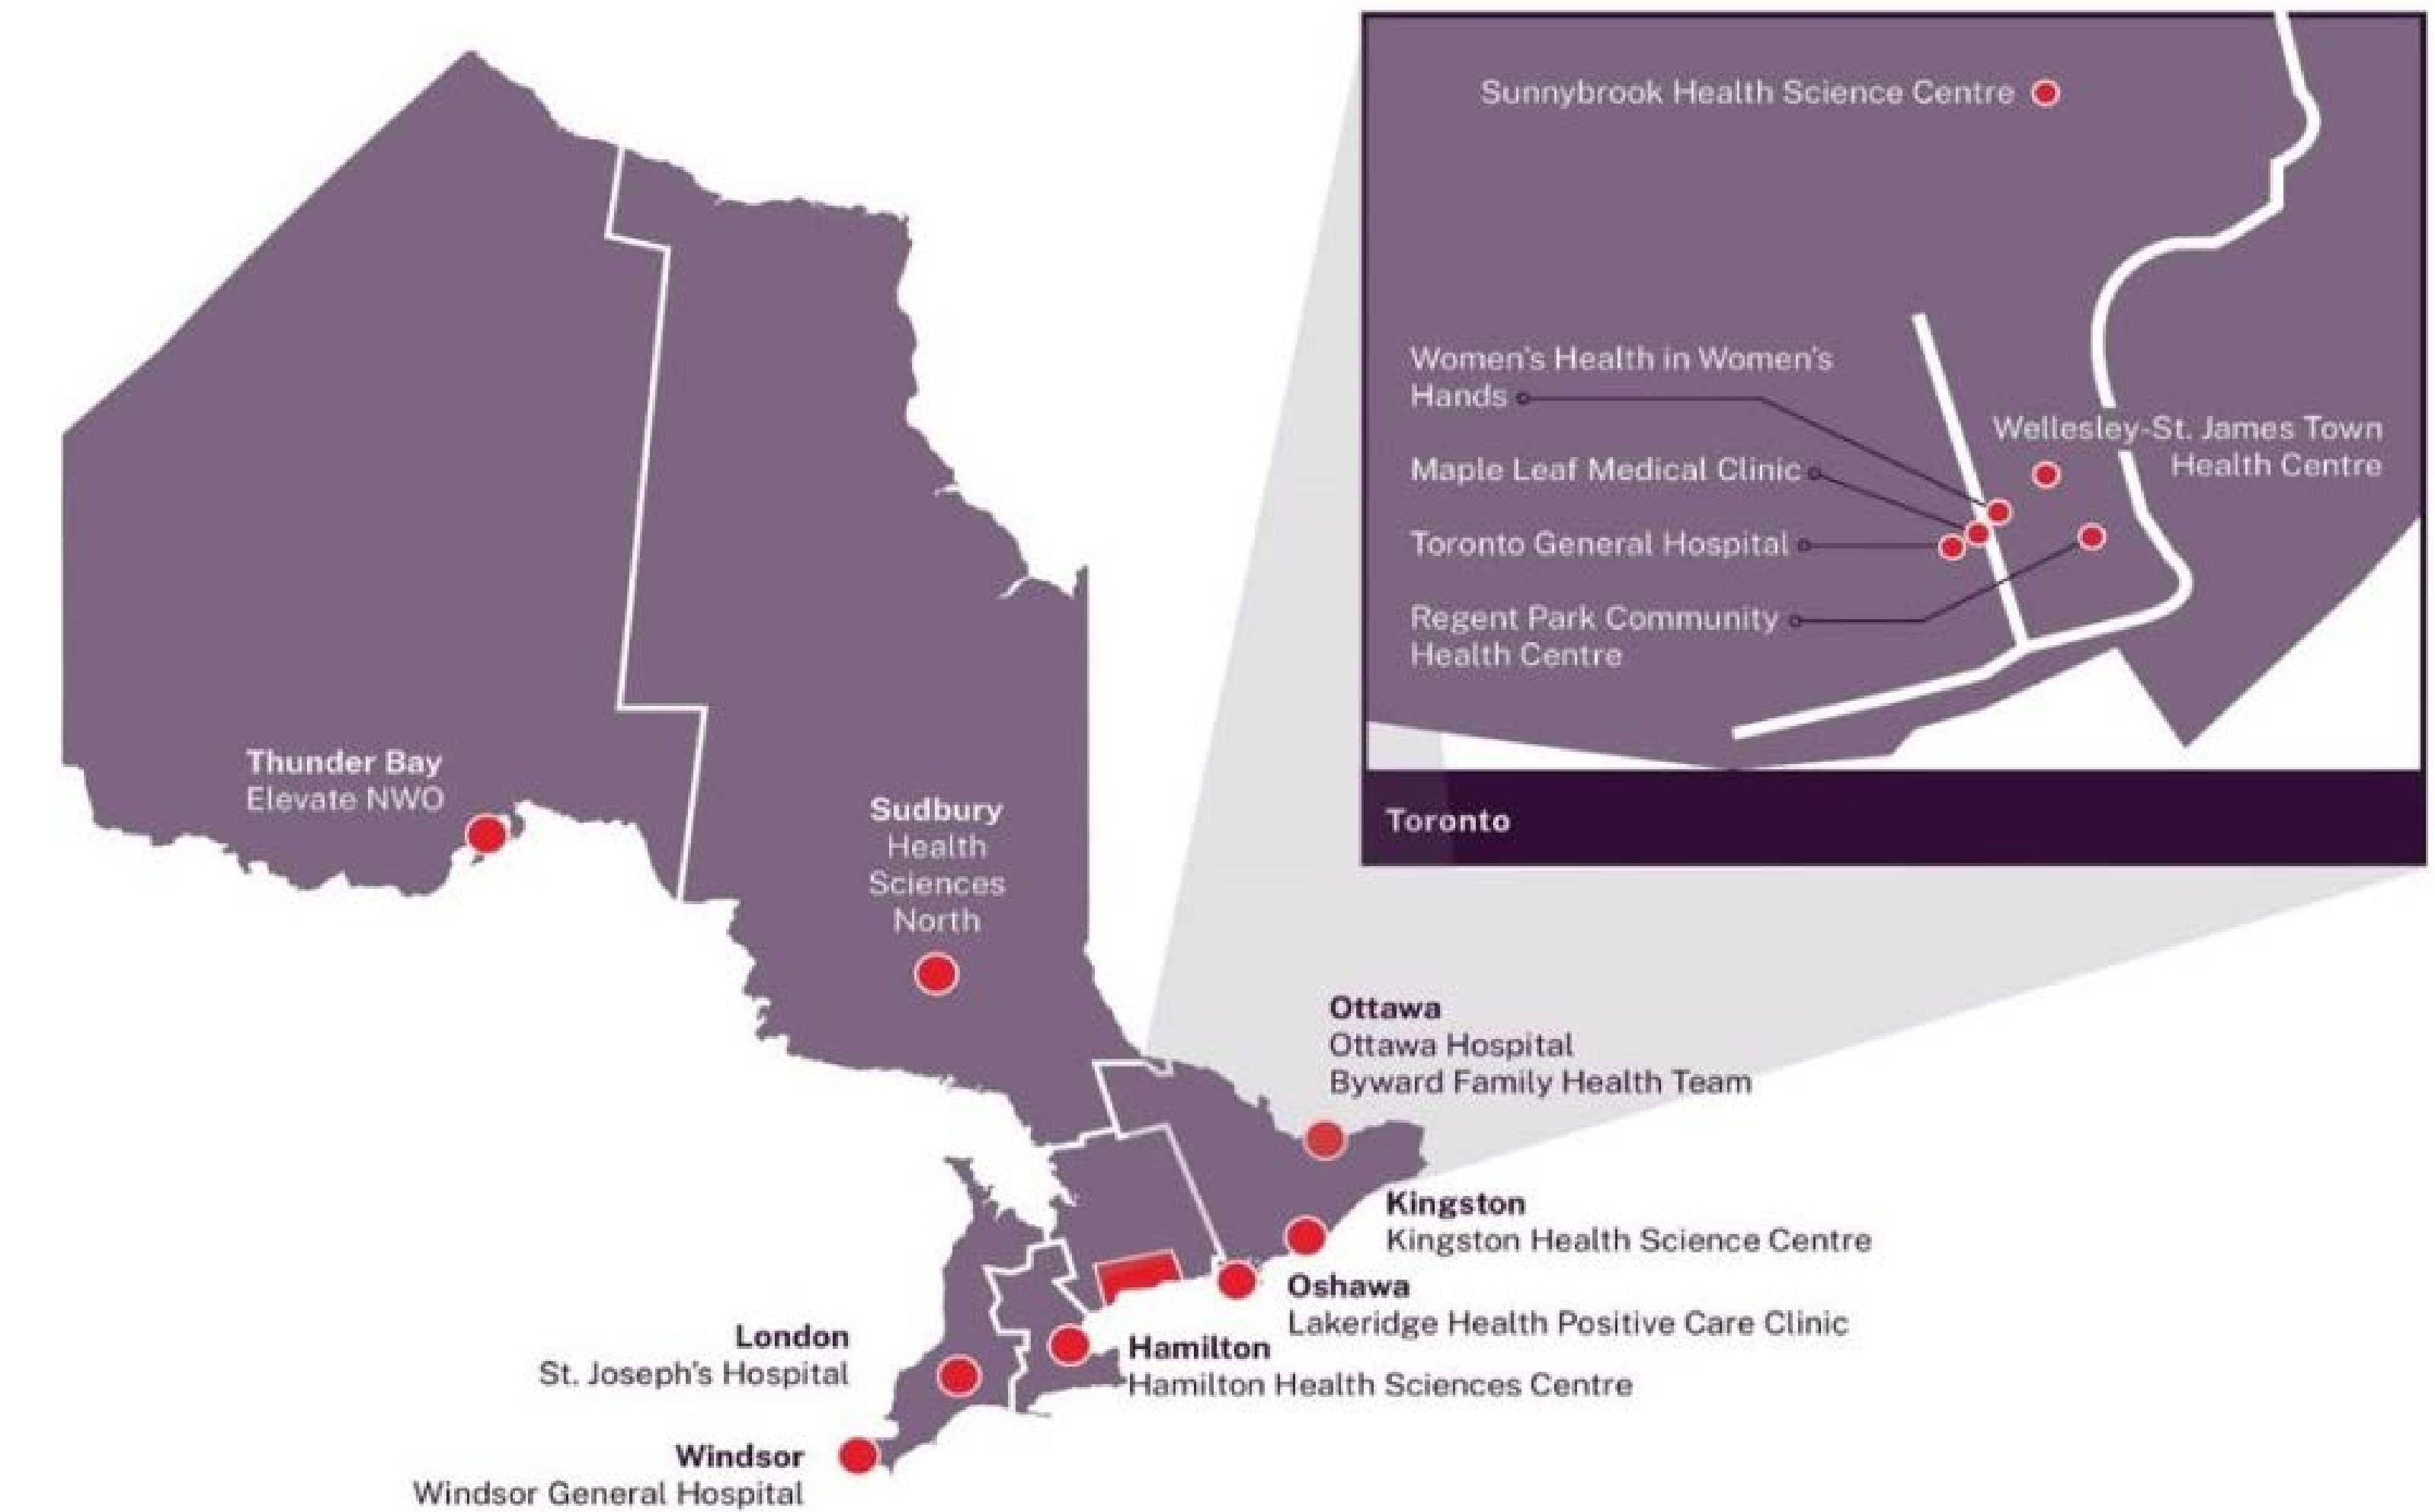 Sunnybrook Health Science Centre
Women's Health in Women's
Hands
Maple Leaf Medical Clinic
Toronto General Hospital
Regent Park Community
Health Centre
Wellesley-St. James Town
Health Centre
Toronto
Thunder Bay
Elevate NWO
Sudbury
Health
Sciences
North
Ottawa
Ottawa Hospital
Byward Family Health Team
Kingston
Kingston Health Science Centre
Oshawa
Lakeridge Health Positive Care Clinic
Hamilton
Hamilton Health Sciences Centre
London
St. Joseph's Hospital
Windsor
Windsor General Hospital